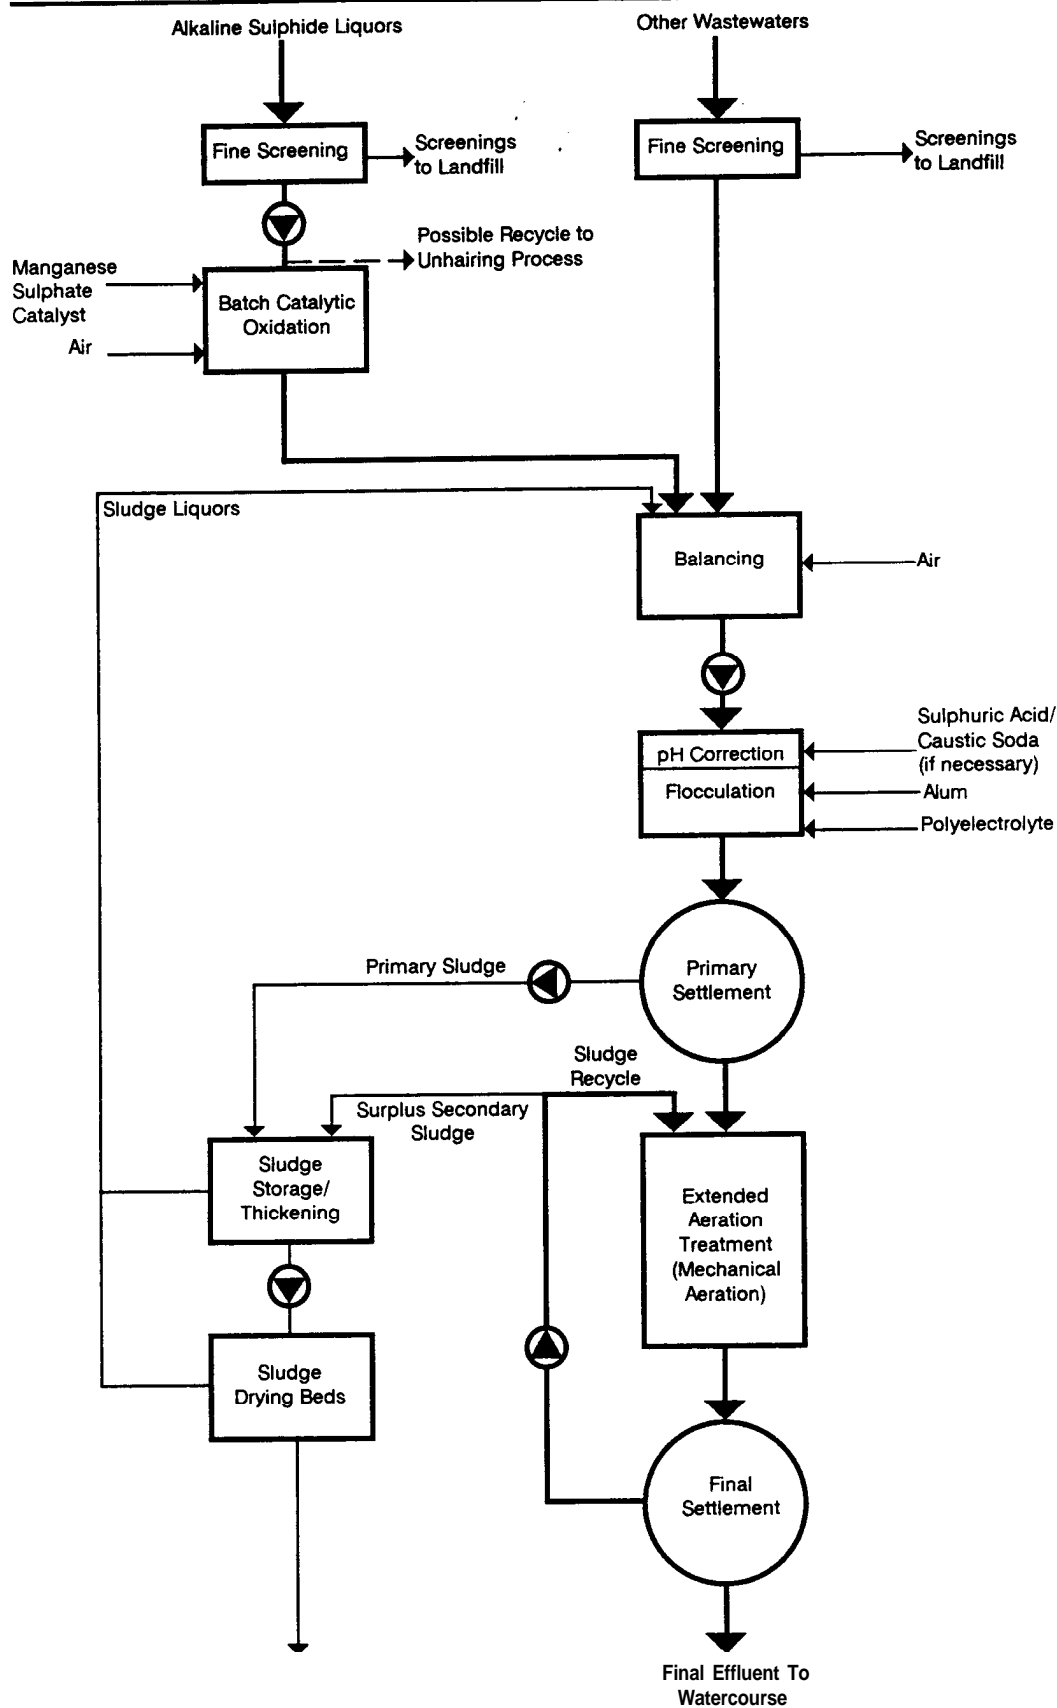 Alkaline Sulphide Liquors
Other Wastewaters
Fine Screening
Screenings
to Landfill
Fine Screening
Screenings
to Landfill
Possible Recycle to
Unhairing Process
Manganese
Sulphate
Catalyst
Air
Batch Catalytic
Oxidation
Sludge Liquors
Balancing
Air
pH Correction
Sulphuric Acid/
Caustic Soda
(if necessary)
Flocculation
Alum
Polyelectrolyte
Primary Sludge
Primary
Settlement
Sludge
Recycle
Surplus Secondary
Sludge
Sludge
Storage/
Thickening
Extended
Aeration
Treatment
(Mechanical
Aeration)
Sludge
Drying Beds
Final
Settlement
Final Effluent To
Watercourse